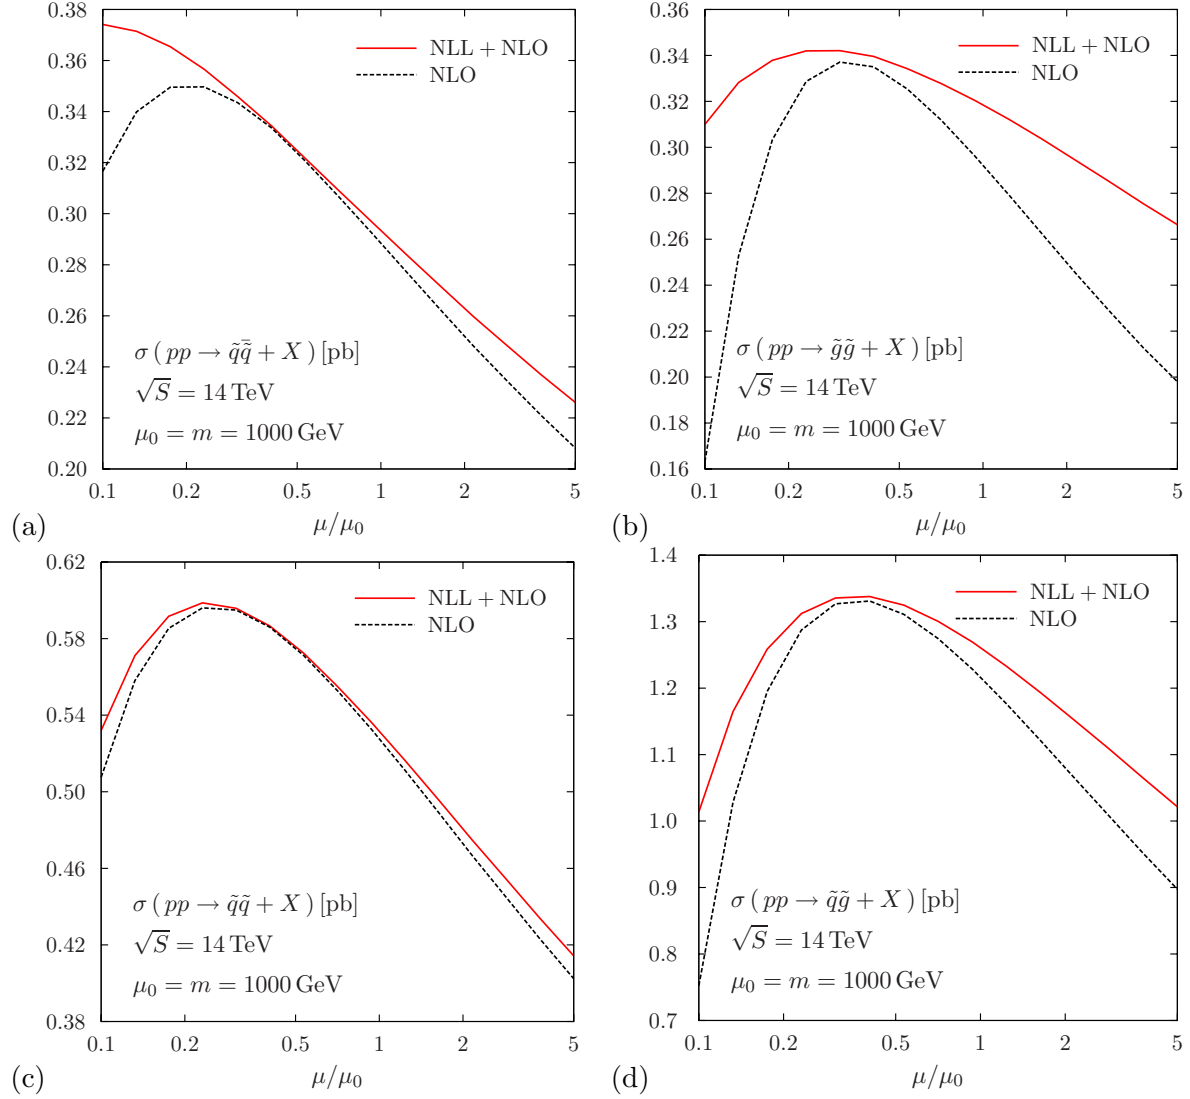 0.38
0.36
0.34
0.32
0.30
0.28
0.26
0.24
0.22
0.20
0.1 0.2 0.5 1 2 5
NLL + NLO
NLO
σ ( pp → q̃q̃̄ + X ) [pb]
√S = 14 TeV
μ₀ = m = 1000 GeV
μ/μ₀
(a)
0.36
0.34
0.32
0.30
0.28
0.26
0.24
0.22
0.20
0.18
0.16
0.1 0.2 0.5 1 2 5
NLL + NLO
NLO
σ ( pp → g̃g̃ + X ) [pb]
√S = 14 TeV
μ₀ = m = 1000 GeV
μ/μ₀
(b)
0.62
0.58
0.54
0.50
0.46
0.42
0.38
0.1 0.2 0.5 1 2 5
NLL + NLO
NLO
σ ( pp → q̃q̃ + X ) [pb]
√S = 14 TeV
μ₀ = m = 1000 GeV
μ/μ₀
(c)
1.4
1.3
1.2
1.1
1.0
0.9
0.8
0.7
0.1 0.2 0.5 1 2 5
NLL + NLO
NLO
σ ( pp → q̃g̃ + X ) [pb]
√S = 14 TeV
μ₀ = m = 1000 GeV
μ/μ₀
(d)